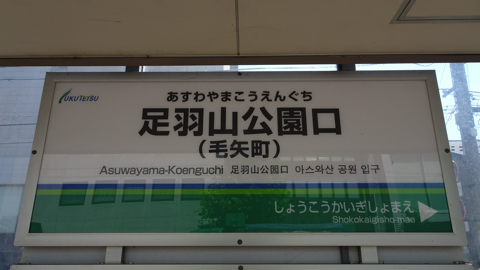 FUKUTETSU
あすわやまこうえんぐち
足羽山公園口
(毛矢町)
Asuwayama-Koenguchi 足羽山公园口 아스와산 공원 입구
しょうこうかいぎしょまえ
Shokokaigisho-mae